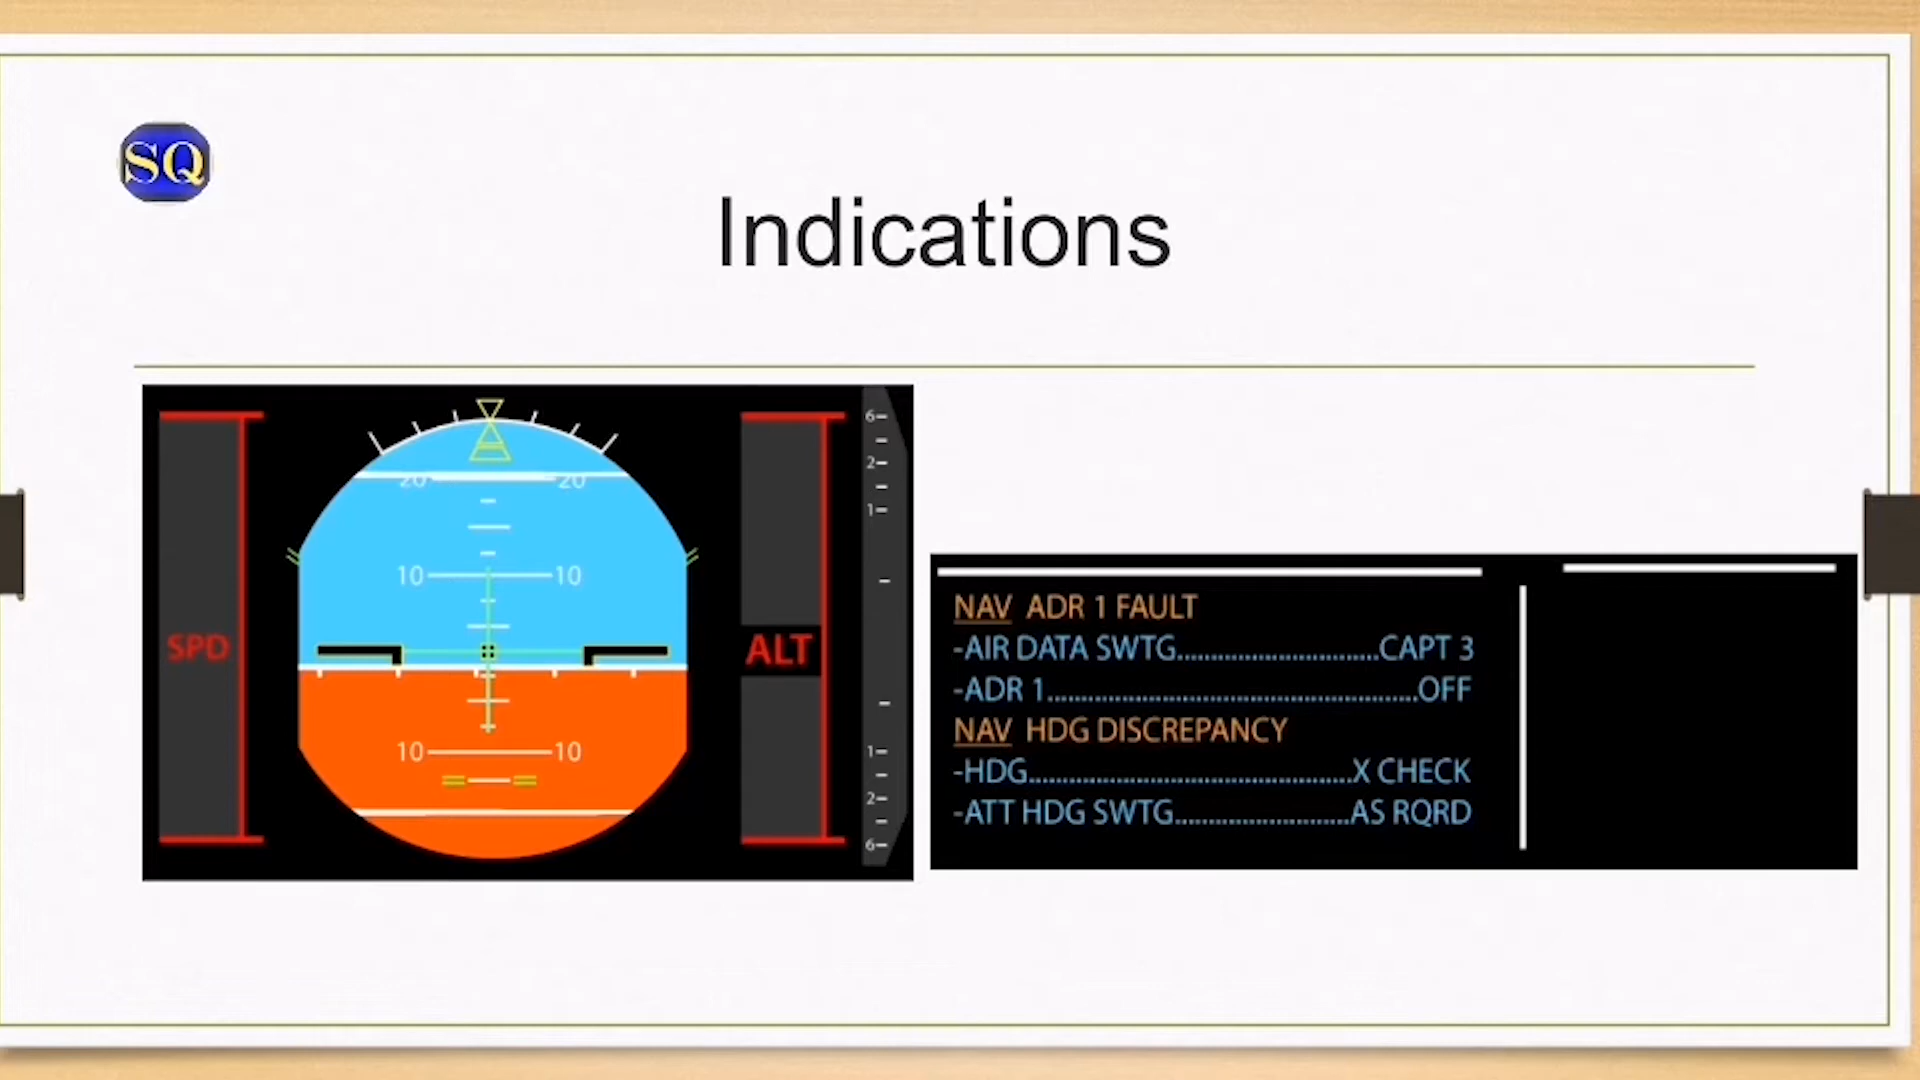 SQ
Indications
SPD
ALT
20 20
10 10
10 10
6
2
1
1
2
6
NAV ADR 1 FAULT
-AIR DATA SWTG..............................CAPT 3
-ADR 1.......................................................OFF
NAV HDG DISCREPANCY
-HDG................................................X CHECK
-ATT HDG SWTG..........................AS RQRD